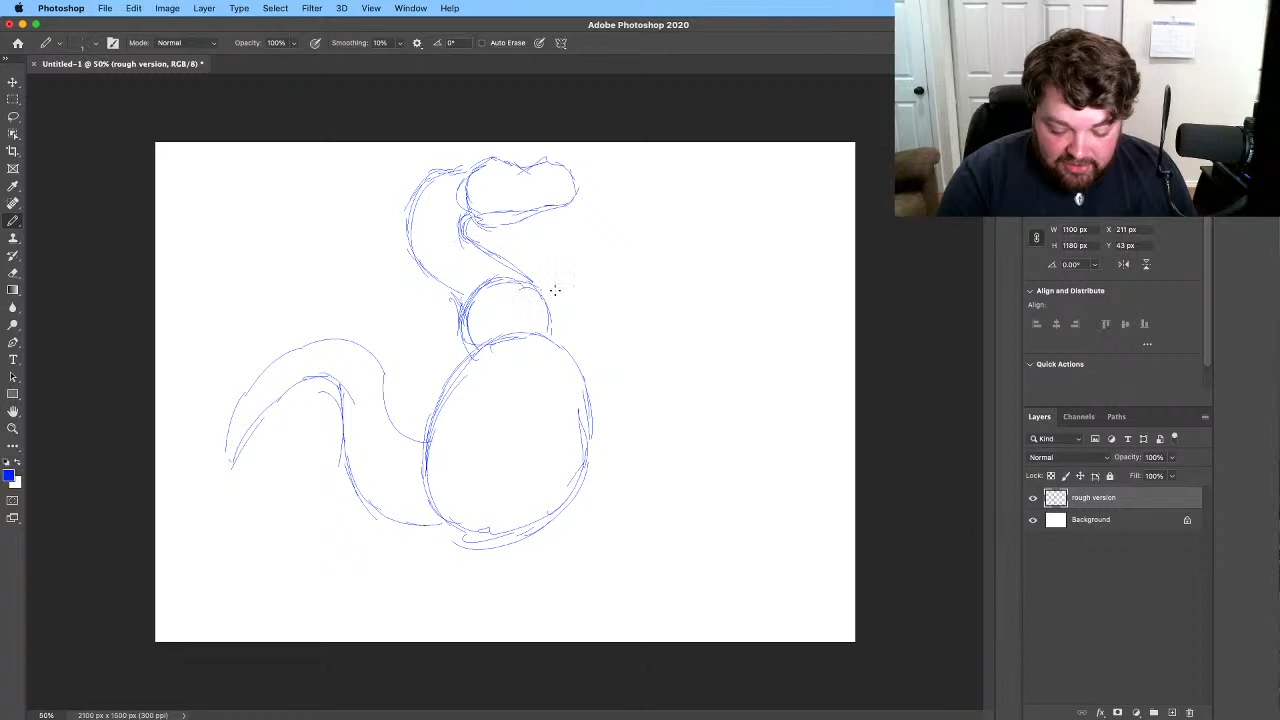 Photoshop File Edit Image Layer Type Select Filter 3D View Window Help
Adobe Photoshop 2020
Mode: Normal Opacity: 100% Smoothing: 10% 0 Auto Erase
Untitled-1 @ 50% (rough version, RGB/8) *
W 1100 px X 211 px
H 1180 px Y 43 px
0.00°
Align and Distribute
Align:
Quick Actions
Layers Channels Paths
Kind
Normal Opacity: 100%
Lock: Fill: 100%
rough version
Background
50% 2100 px x 1500 px (300 ppi)